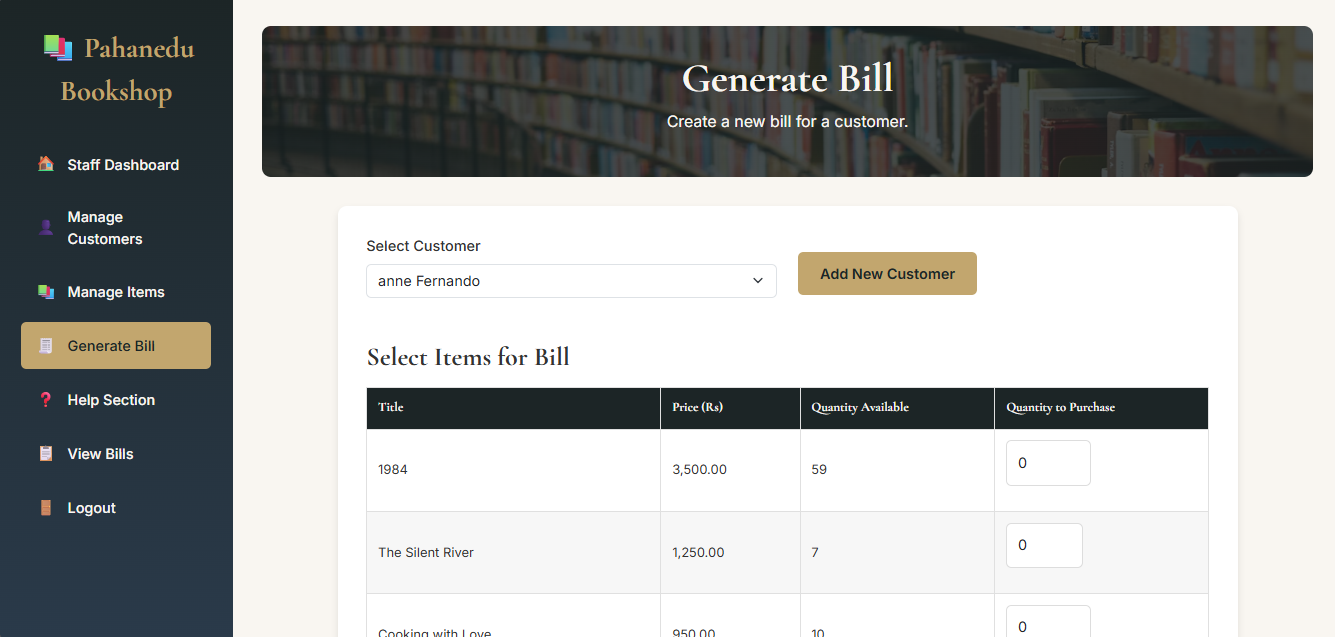 Pahanedu
Bookshop
Staff Dashboard
Manage
Customers
Manage Items
Generate Bill
Help Section
View Bills
Logout
Generate Bill
Create a new bill for a customer.
Select Customer
anne Fernando
Add New Customer
Select Items for Bill
Title Price (Rs) Quantity Available Quantity to Purchase
1984 3,500.00 59 0
The Silent River 1,250.00 7 0
Cooking with Love 950.00 10 0